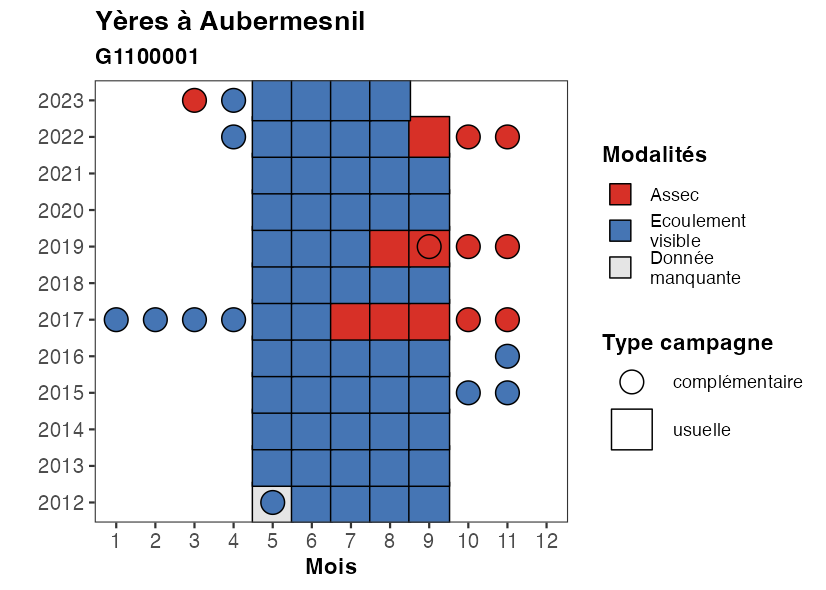 Yères à Aubermesnil
G1100001
2023
2022
2021
2020
2019
2018
2017
2016
2015
2014
2013
2012
1 2 3 4 5 6 7 8 9 10 11 12
Mois
Modalités
Assec
Ecoulement
visible
Donnée
manquante
Type campagne
complémentaire
usuelle